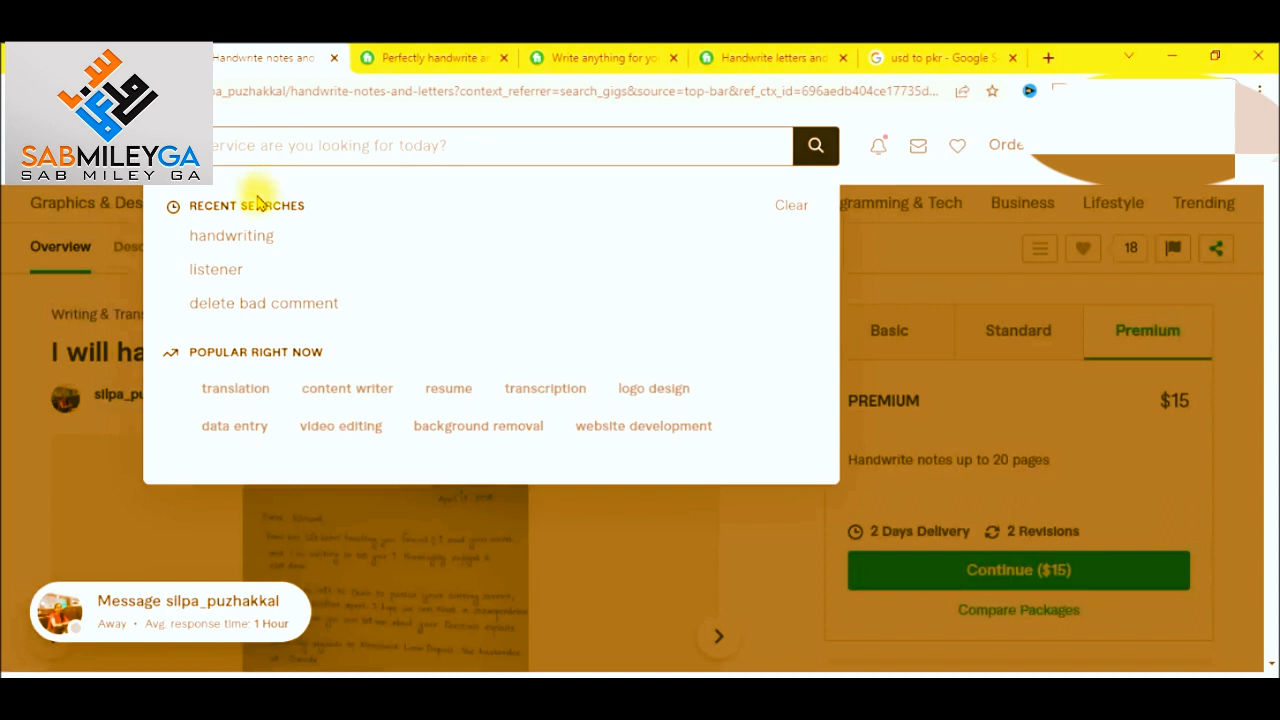 Handwrite notes and
Perfectly handwrite a
Write anything for yo
Handwrite letters and
usd to pkr - Google S
pa_puzhakkal/handwrite-notes-and-letters?context_referrer=search_gigs&source=top-bar&ref_ctx_id=696aedb404ce17735d...
SABMILEYGA
SAB MILEY GA
ervice are you looking for today?
Orde
Graphics & Des
gramming & Tech
Business
Lifestyle
Trending
RECENT SEARCHES
Clear
handwriting
listener
delete bad comment
POPULAR RIGHT NOW
translation content writer resume transcription logo design
data entry video editing background removal website development
Overview
Desc
18
Writing & Trans
I will ha
silpa_pu
Basic
Standard
Premium
PREMIUM
$15
Handwrite notes up to 20 pages
2 Days Delivery
2 Revisions
Continue ($15)
Compare Packages
Message silpa_puzhakkal
Away • Avg. response time: 1 Hour